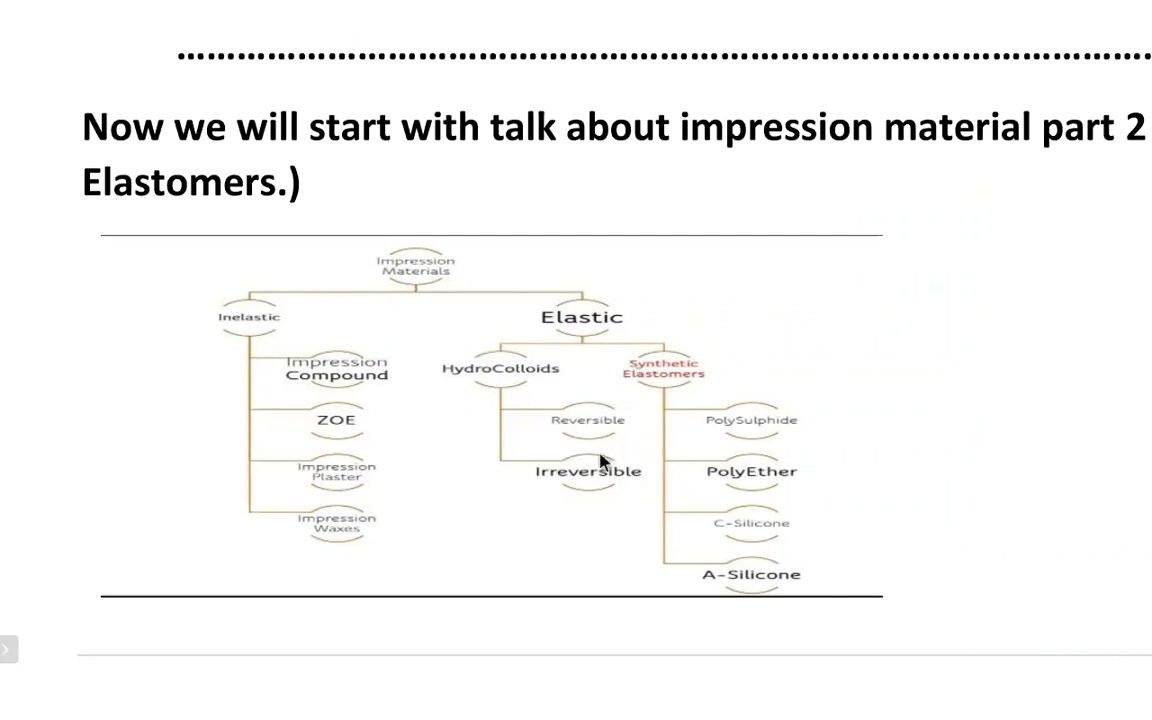 ................................................................................................
Now we will start with talk about impression material part 2
Elastomers.)
Impression
Materials
Inelastic
Elastic
Impression
Compound
HydroColloids
Synthetic
Elastomers
ZOE
Reversible
PolySulphide
Impression
Plaster
Irreversible
PolyEther
Impression
Waxes
C-Silicone
A-Silicone